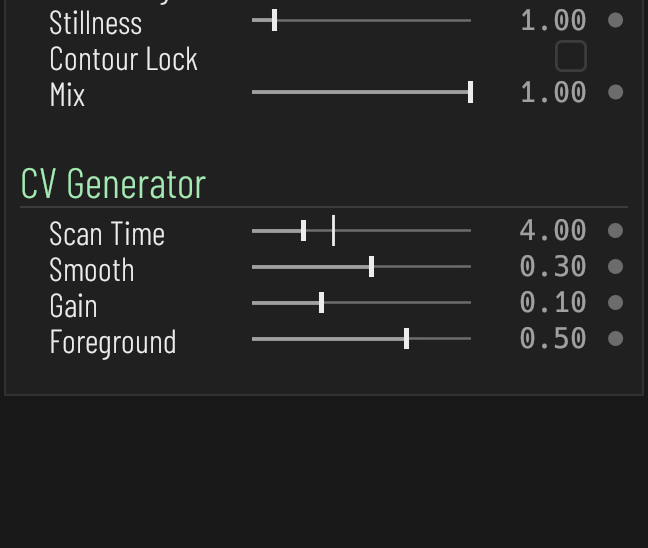 Stillness 1.00
Contour Lock
Mix 1.00
CV Generator
Scan Time 4.00
Smooth 0.30
Gain 0.10
Foreground 0.50